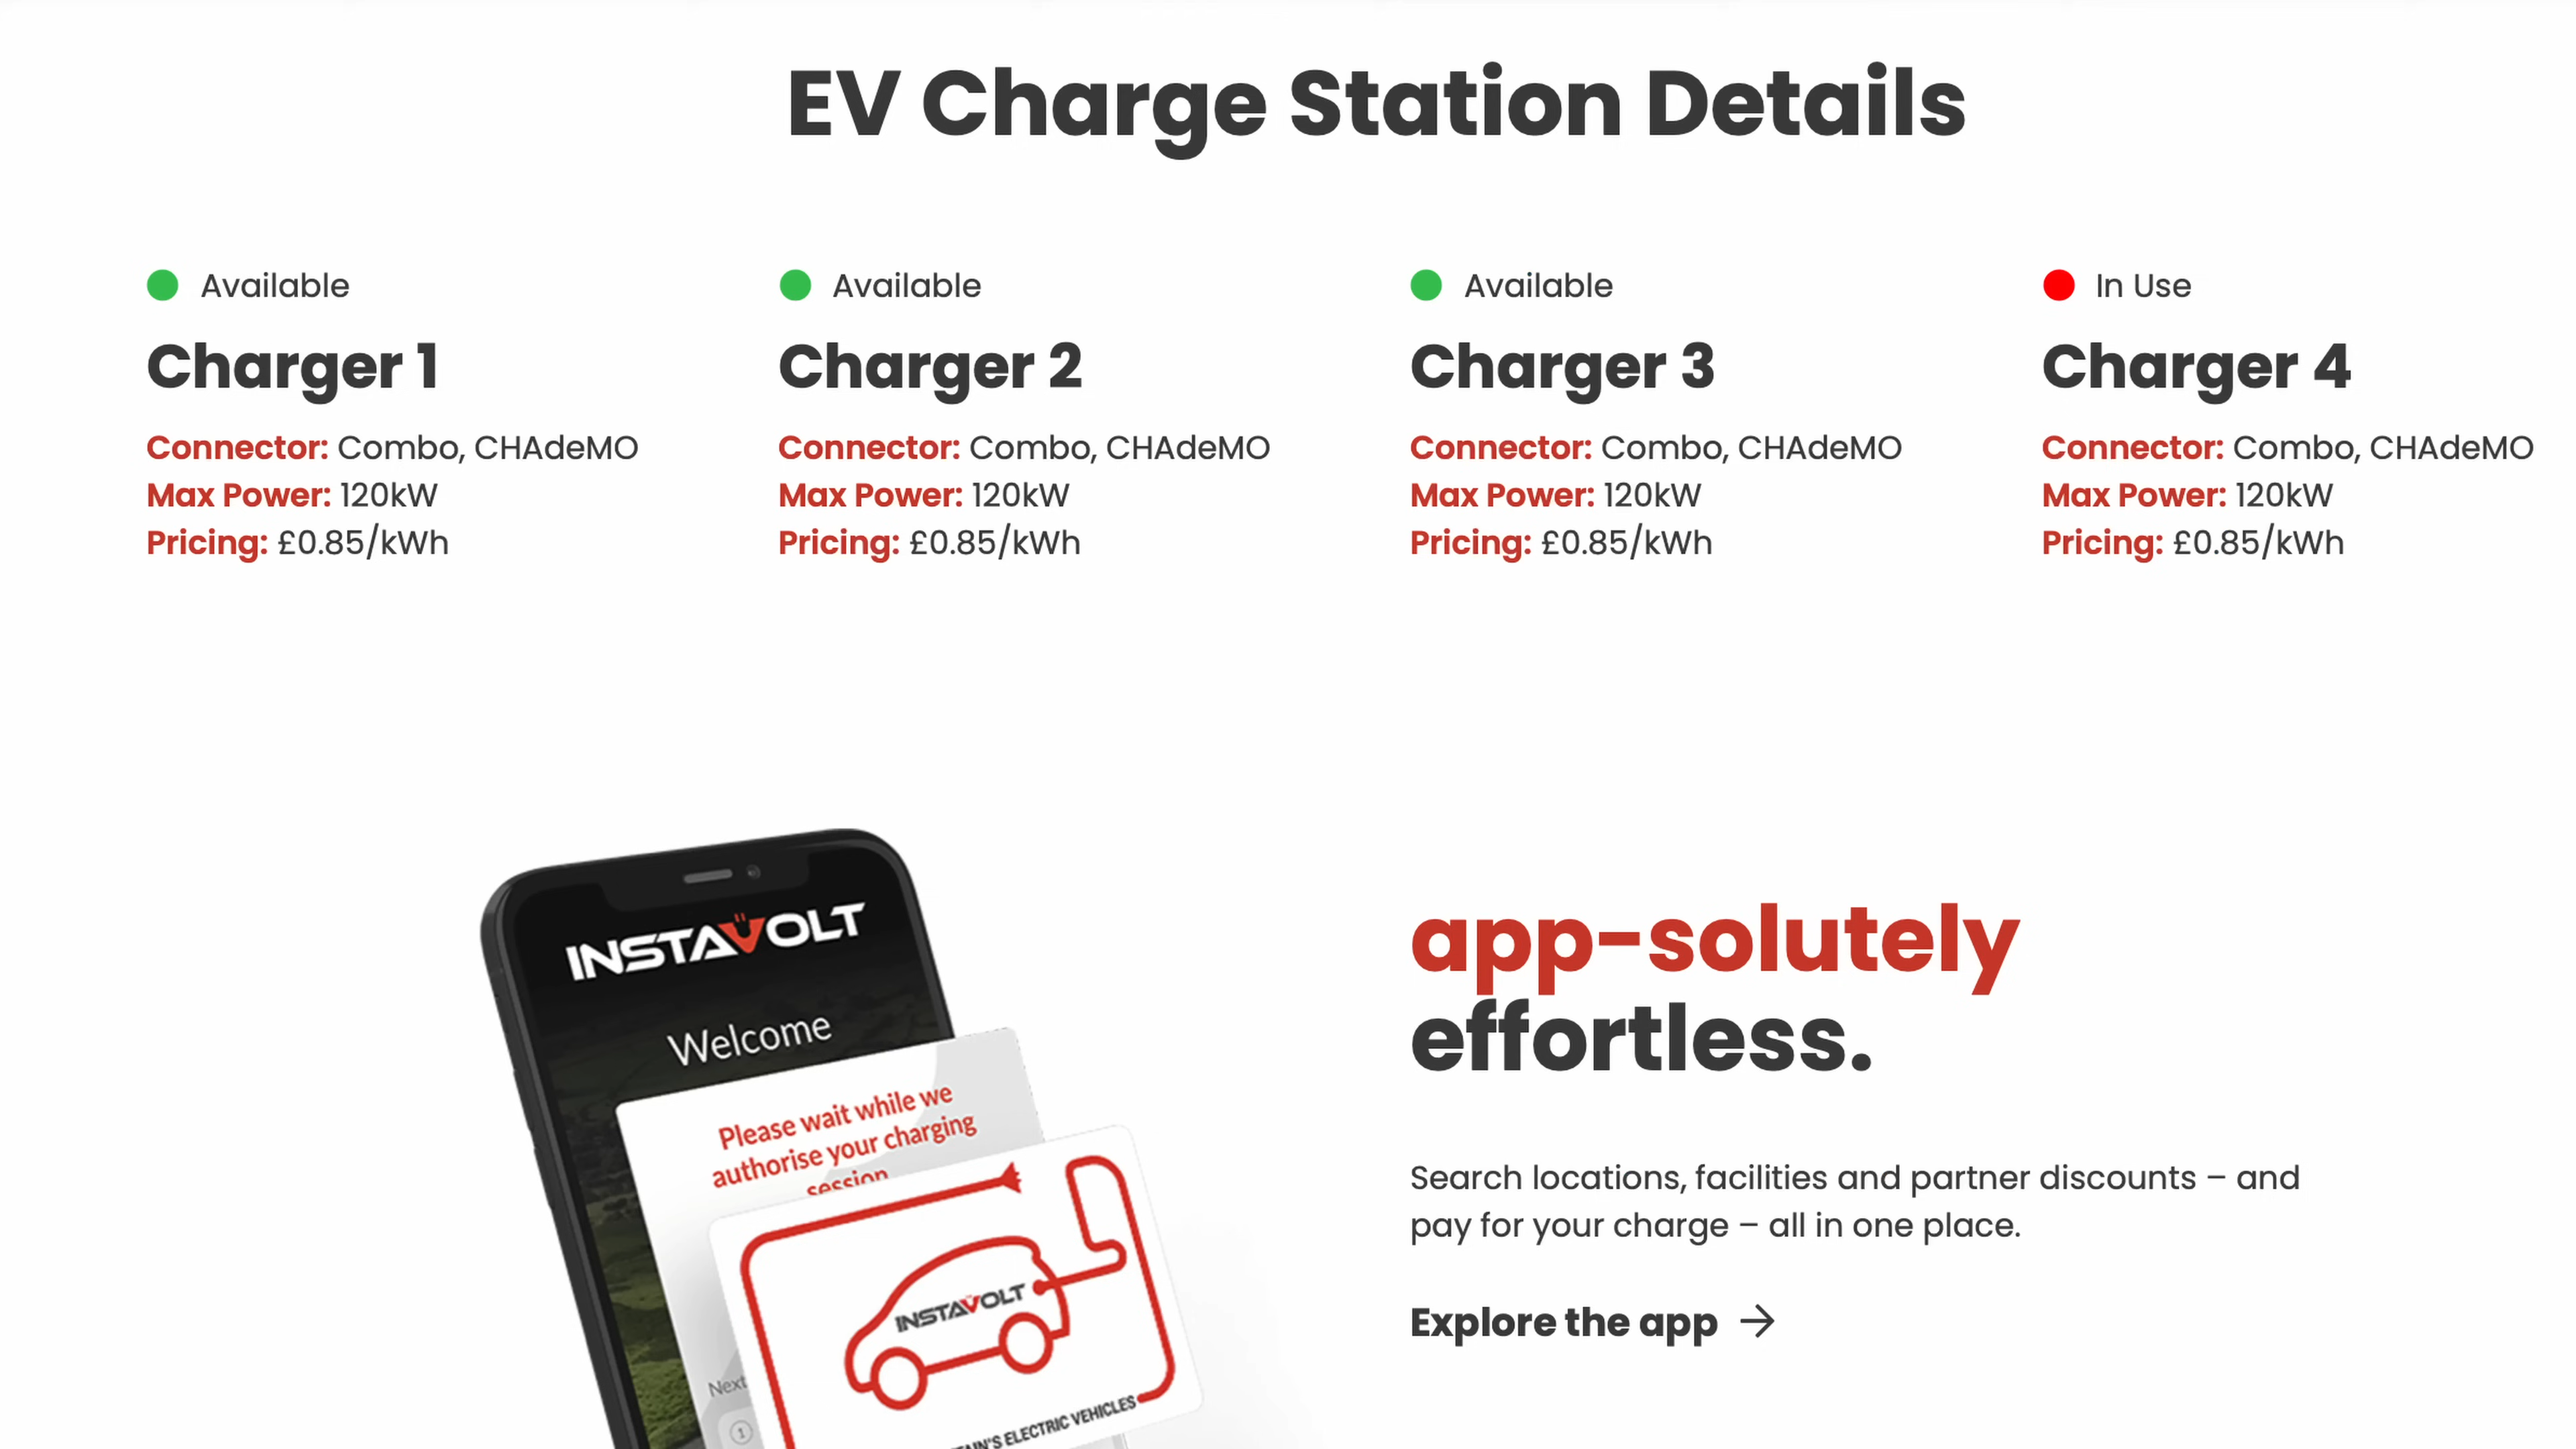 EV Charge Station Details
Available
Charger 1
Connector: Combo, CHAdeMO
Max Power: 120kW
Pricing: £0.85/kWh
Available
Charger 2
Connector: Combo, CHAdeMO
Max Power: 120kW
Pricing: £0.85/kWh
Available
Charger 3
Connector: Combo, CHAdeMO
Max Power: 120kW
Pricing: £0.85/kWh
In Use
Charger 4
Connector: Combo, CHAdeMO
Max Power: 120kW
Pricing: £0.85/kWh
INSTAVOLT
Welcome
Please wait while we
authorise your charging
session
INSTAVOLT
Next
1
ELECTRIC VEHICLES
app-solutely
effortless.
Search locations, facilities and partner discounts – and
pay for your charge – all in one place.
Explore the app →